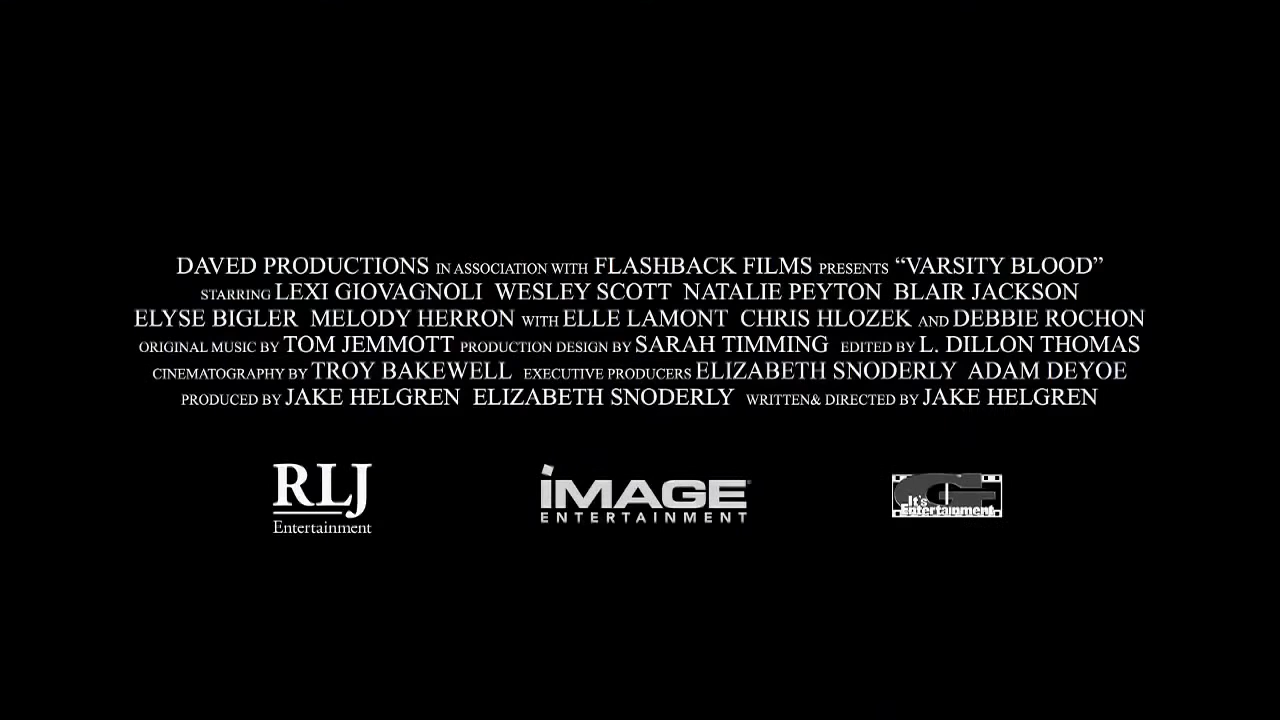 DAVED PRODUCTIONS IN ASSOCIATION WITH FLASHBACK FILMS PRESENTS “VARSITY BLOOD”
STARRING LEXI GIOVAGNOLI WESLEY SCOTT NATALIE PEYTON BLAIR JACKSON
ELYSE BIGLER MELODY HERRON WITH ELLE LAMONT CHRIS HLOZEK AND DEBBIE ROCHON
ORIGINAL MUSIC BY TOM JEMMOTT PRODUCTION DESIGN BY SARAH TIMMING EDITED BY L. DILLON THOMAS
CINEMATOGRAPHY BY TROY BAKEWELL EXECUTIVE PRODUCERS ELIZABETH SNODERLY ADAM DEYOE
PRODUCED BY JAKE HELGREN ELIZABETH SNODERLY WRITTEN& DIRECTED BY JAKE HELGREN
RLJ
Entertainment
iMAGE
ENTERTAINMENT
G
It's
Entertainment